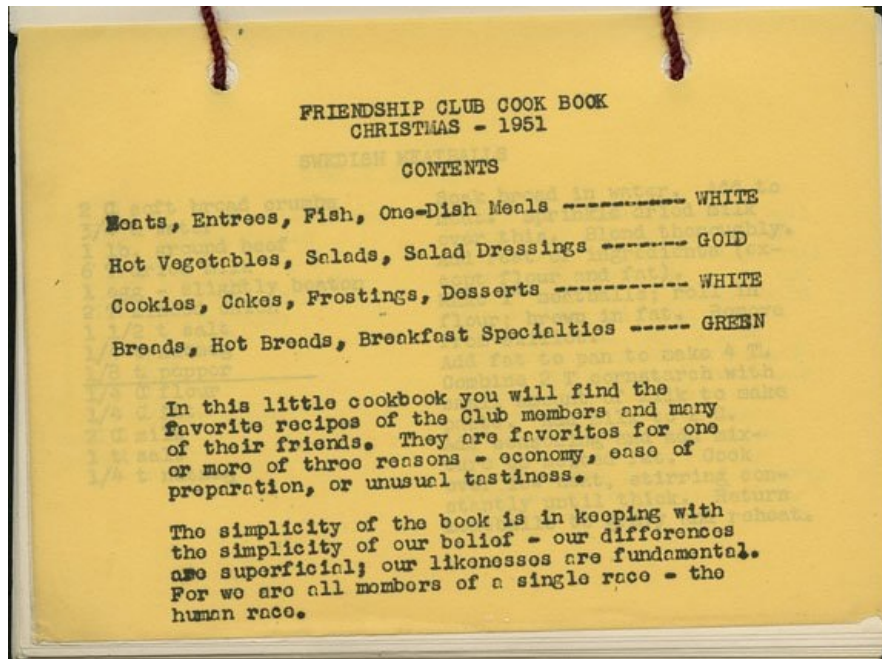 FRIENDSHIP CLUB COOK BOOK
CHRISTMAS - 1951
CONTENTS
Meats, Entrees, Fish, One-Dish Meals ---------- WHITE
Hot Vegetables, Salads, Salad Dressings ------- GOLD
Cookies, Cakes, Frostings, Desserts ----------- WHITE
Breads, Hot Breads, Breakfast Specialties ----- GREEN
In this little cookbook you will find the
favorite recipes of the Club members and many
of their friends. They are favorites for one
or more of three reasons - economy, ease of
preparation, or unusual tastiness.
The simplicity of the book is in keeping with
the simplicity of our belief - our differences
are superficial; our likenesses are fundamental.
For we are all members of a single race - the
human race.